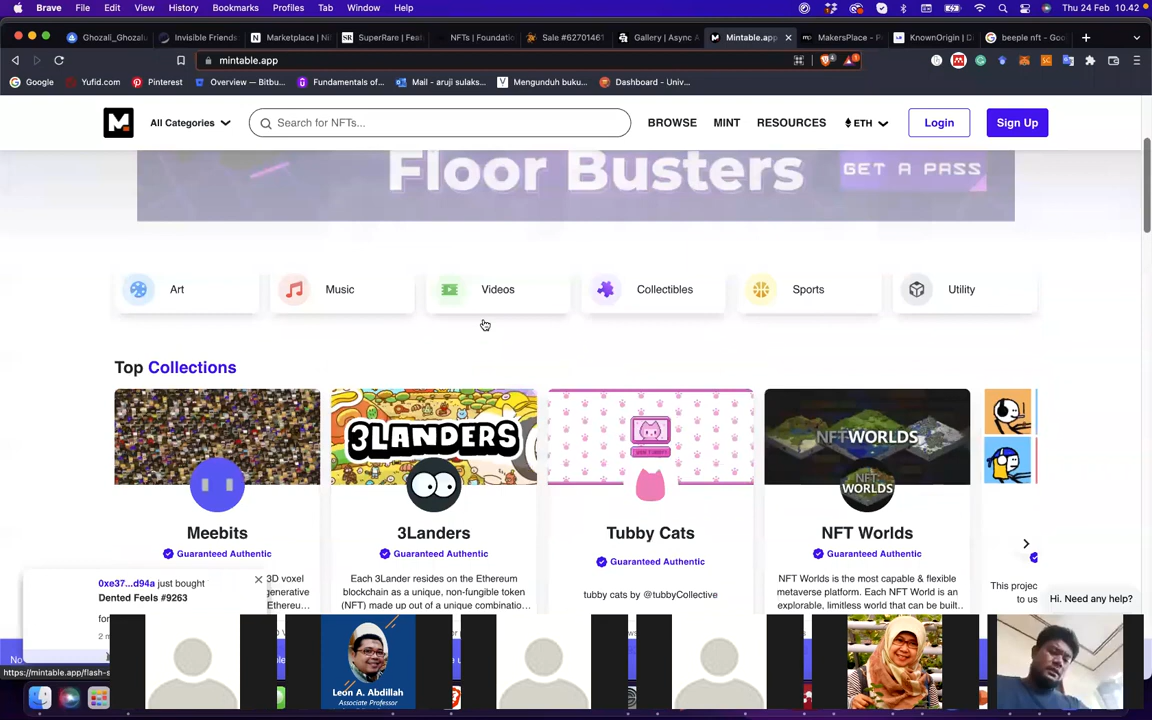 Brave File Edit View History Bookmarks Profiles Tab Window Help Thu 24 Feb 10.42
Ghozali_Ghozalu Invisible Friends Marketplace | Ni SuperRare | Fea NFTs | Foundatio Sale #62701461 Gallery | Async A Mintable.app MakersPlace - P KnownOrigin | D beeple nft - Goo
mintable.app
Google Yufid.com Pinterest Overview – Bitbu... Fundamentals of... Mail - aruji sulaks... Mengunduh buku... Dashboard - Univ...
M
All Categories
Search for NFTs...
BROWSE MINT RESOURCES ETH Login Sign Up
Floor Busters
GET A PASS
Art Music Videos Collectibles Sports Utility
Top Collections
3LANDERS
NFTWORLDS
NFT
WORLDS
Meebits 3Landers Tubby Cats NFT Worlds
Guaranteed Authentic Guaranteed Authentic Guaranteed Authentic Guaranteed Authentic
0xe37...d94a just bought
Dented Feels #9263
3D voxel
generative
Ethereu...
Each 3Lander resides on the Ethereum
blockchain as a unique, non-fungible token
(NFT) made up out of a unique combinatio...
tubby cats by @tubbyCollective
NFT Worlds is the most capable & flexible
metaverse platform. Each NFT World is an
explorable, limitless world that can be built..
This projec
to us
Hi. Need any help?
https://mintable.app/flash-s
Leon A. Abdillah
Associate Professor